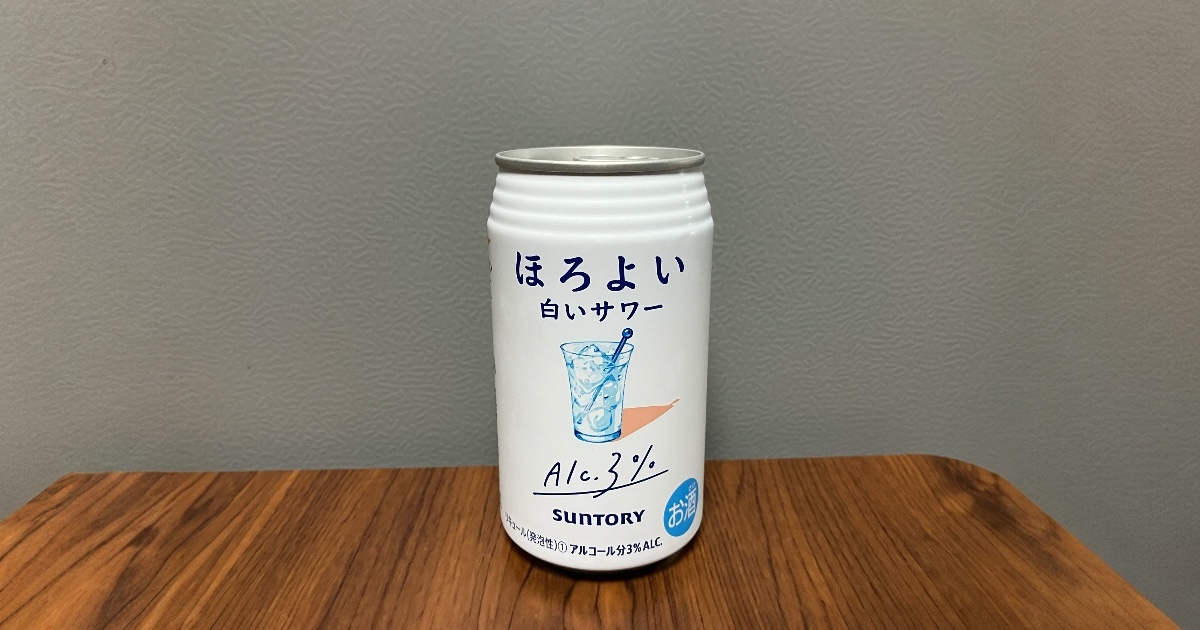 ほろよい
白いサワー
Alc.3%
SUNTORY
お酒
リキュール(発泡性)① アルコール分3%ALC.